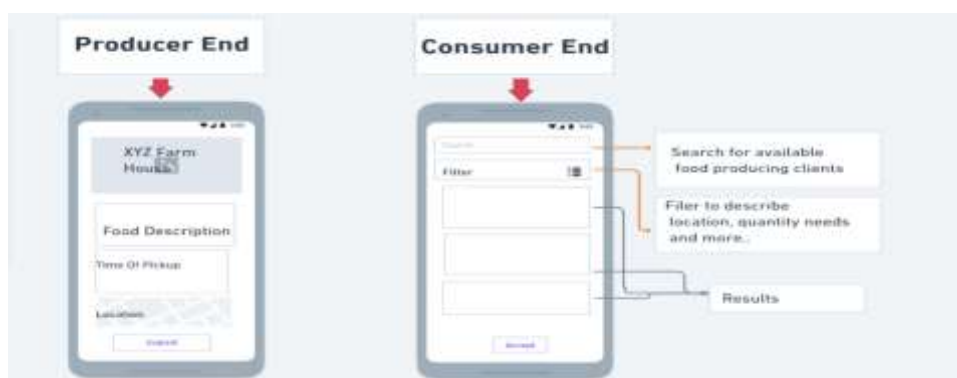 Producer End
XYZ Farm
House
Food Description
Time Of Pickup
Location
Submit
Consumer End
Search
Filter
Accept
Search for available
food producing clients
Filer to describe
location, quantity needs
and more..
Results